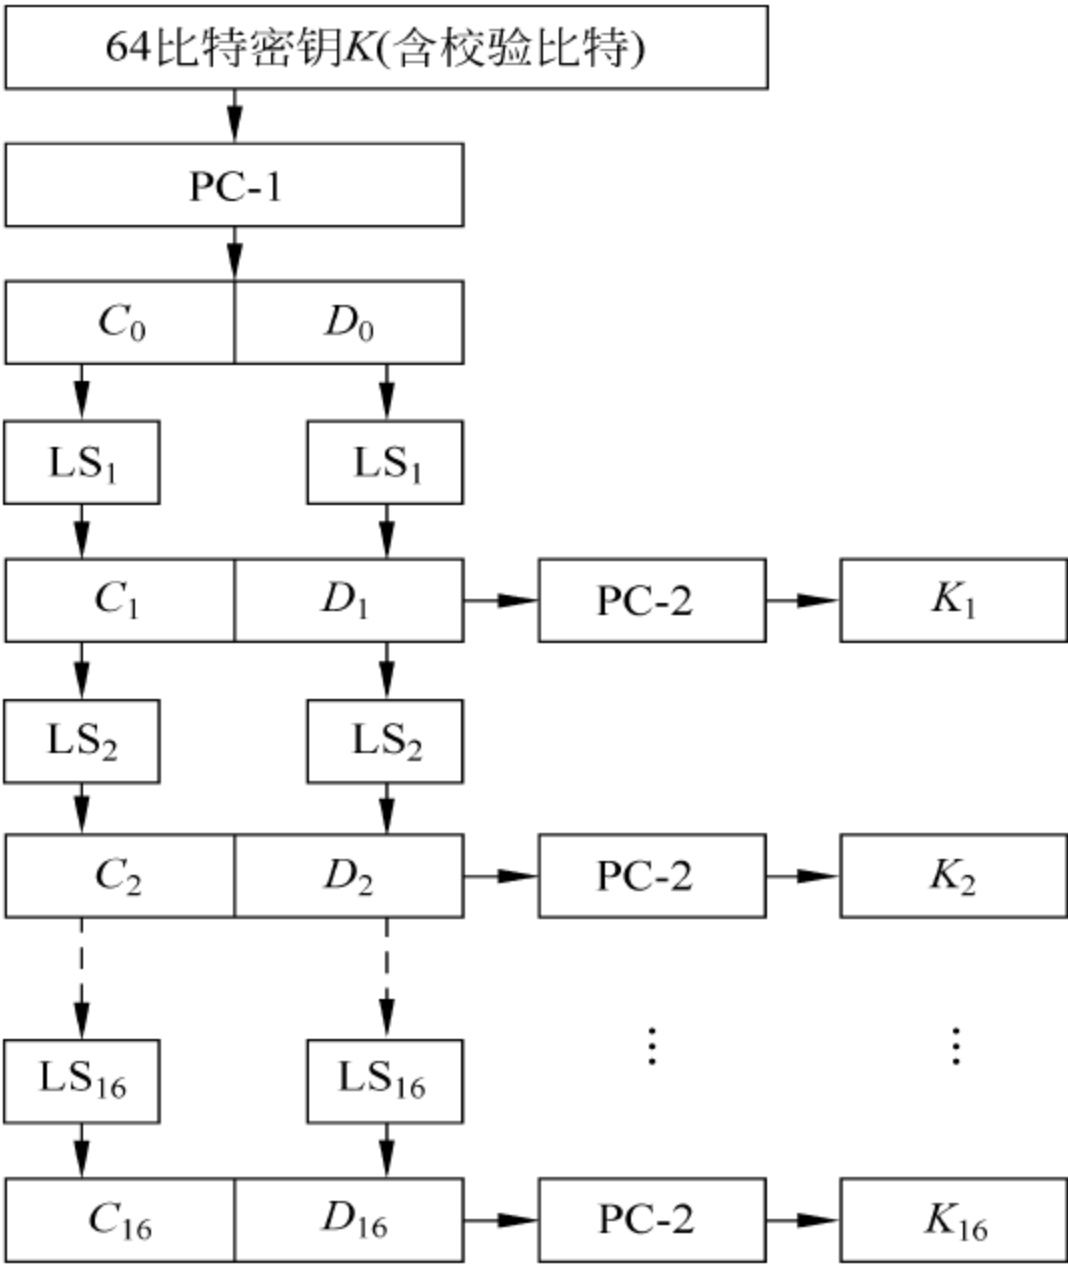 64比特密钥K(含校验比特)
PC-1
C₀ D₀
LS₁ LS₁
C₁ D₁ PC-2 K₁
LS₂ LS₂
C₂ D₂ PC-2 K₂
⋮ ⋮
LS₁₆ LS₁₆
C₁₆ D₁₆ PC-2 K₁₆